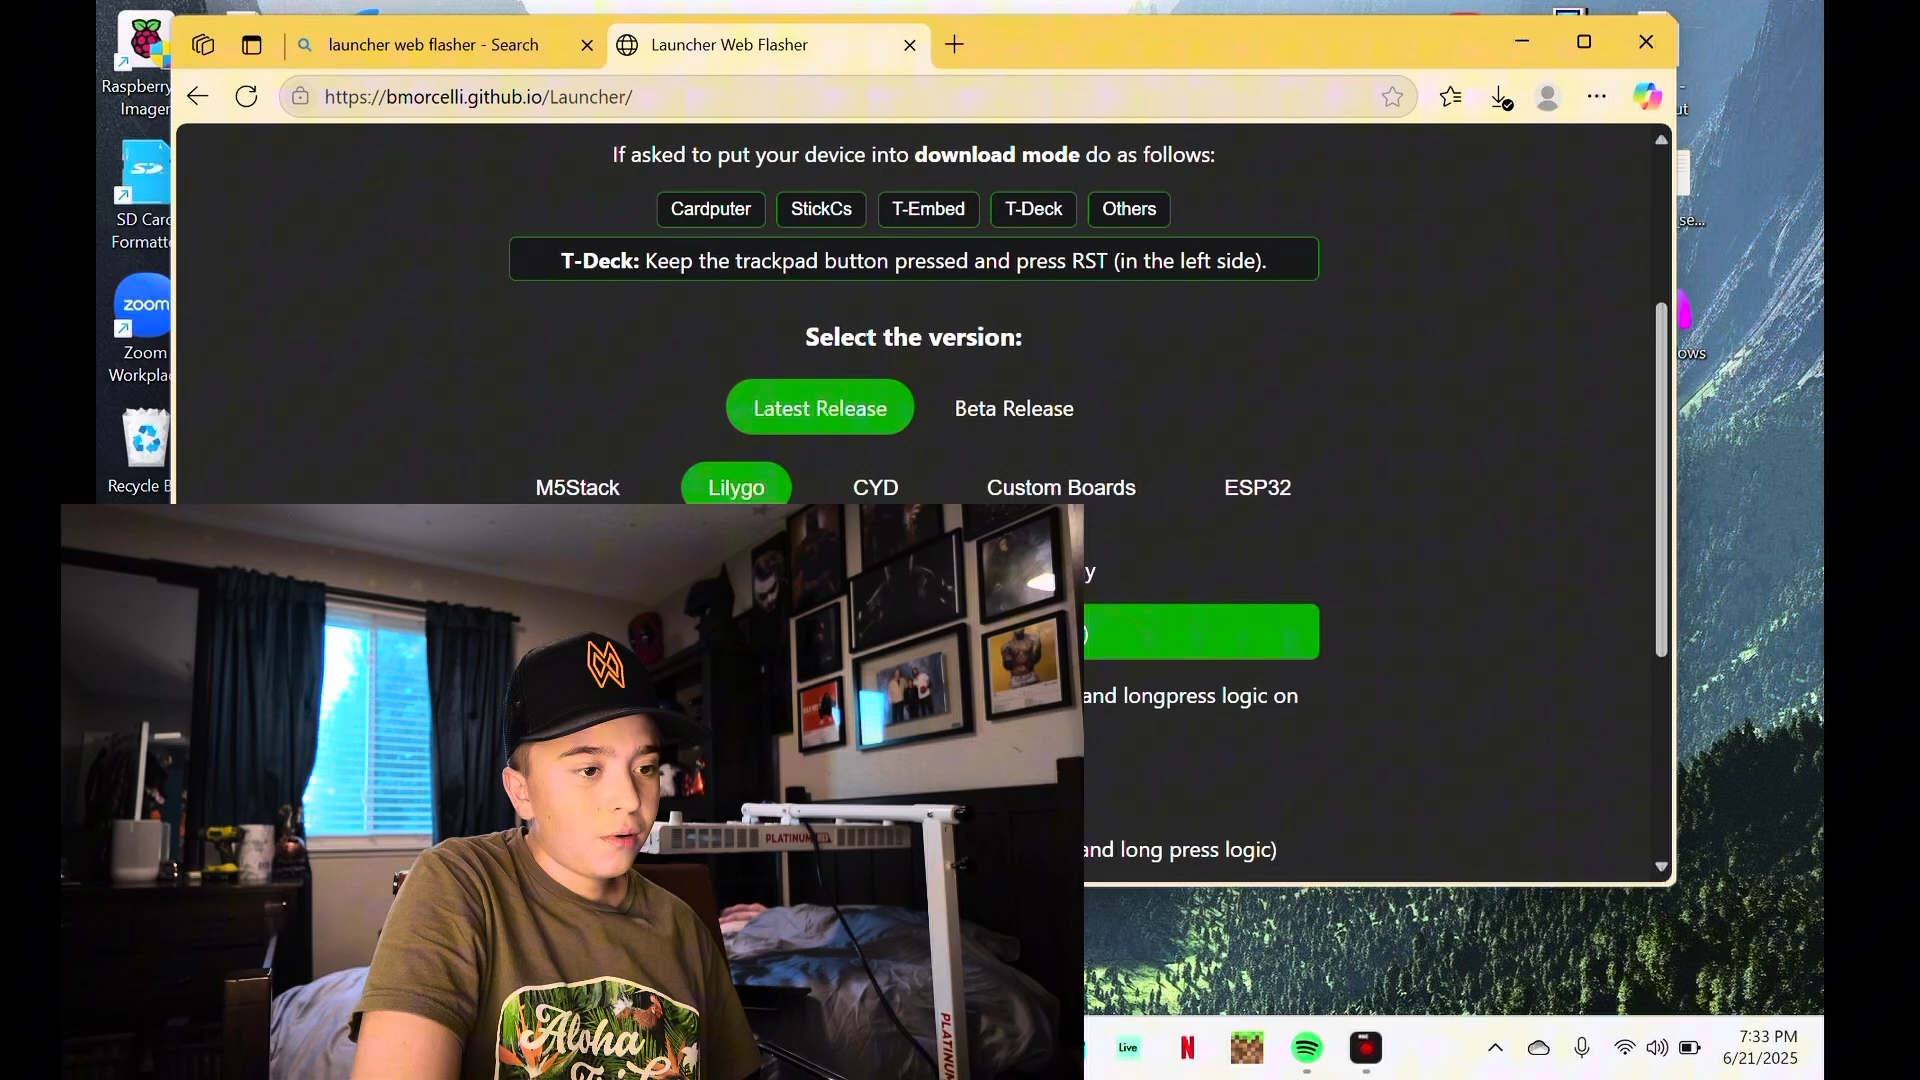 Raspberry
Imager
SD Card
Formatte
zoom
Zoom
Workpla
Recycle B
launcher web flasher - Search
Launcher Web Flasher
https://bmorcelli.github.io/Launcher/
If asked to put your device into download mode do as follows:
Cardputer
StickCs
T-Embed
T-Deck
Others
T-Deck: Keep the trackpad button pressed and press RST (in the left side).
Select the version:
Latest Release
Beta Release
M5Stack
Lilygo
CYD
Custom Boards
ESP32
y
)
and longpress logic on
and long press logic)
se...
ows
PLATINUM
PLATINUM
Aloha
Live
7:33 PM
6/21/2025